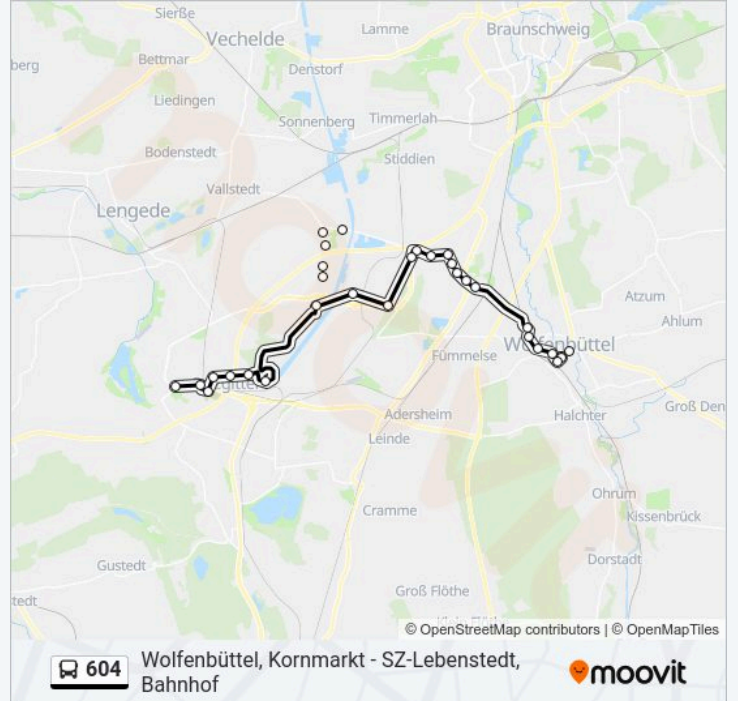 Sierße
Vechelde
Lamme
Braunschweig
berg
Bettmar
Denstorf
Liedingen
Sonnenberg
Timmerlah
Bodenstedt
Stiddien
Vallstedt
Lengede
Atzum
Ahlum
Wolfenbüttel
Fümmelse
Groß Den
Adersheim
Halchter
Leinde
Cramme
Ohrum
Kissenbrück
Gustedt
Dorstadt
tedt
Groß Flöthe
© OpenStreetMap contributors | © OpenMapTiles
604
Wolfenbüttel, Kornmarkt - SZ-Lebenstedt,
Bahnhof
moovit